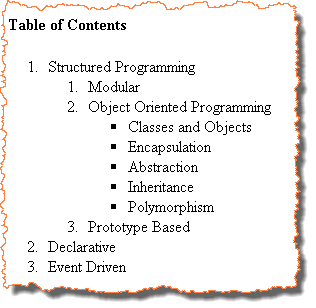 Table of Contents
1. Structured Programming
1. Modular
2. Object Oriented Programming
▪ Classes and Objects
▪ Encapsulation
▪ Abstraction
▪ Inheritance
▪ Polymorphism
3. Prototype Based
2. Declarative
3. Event Driven